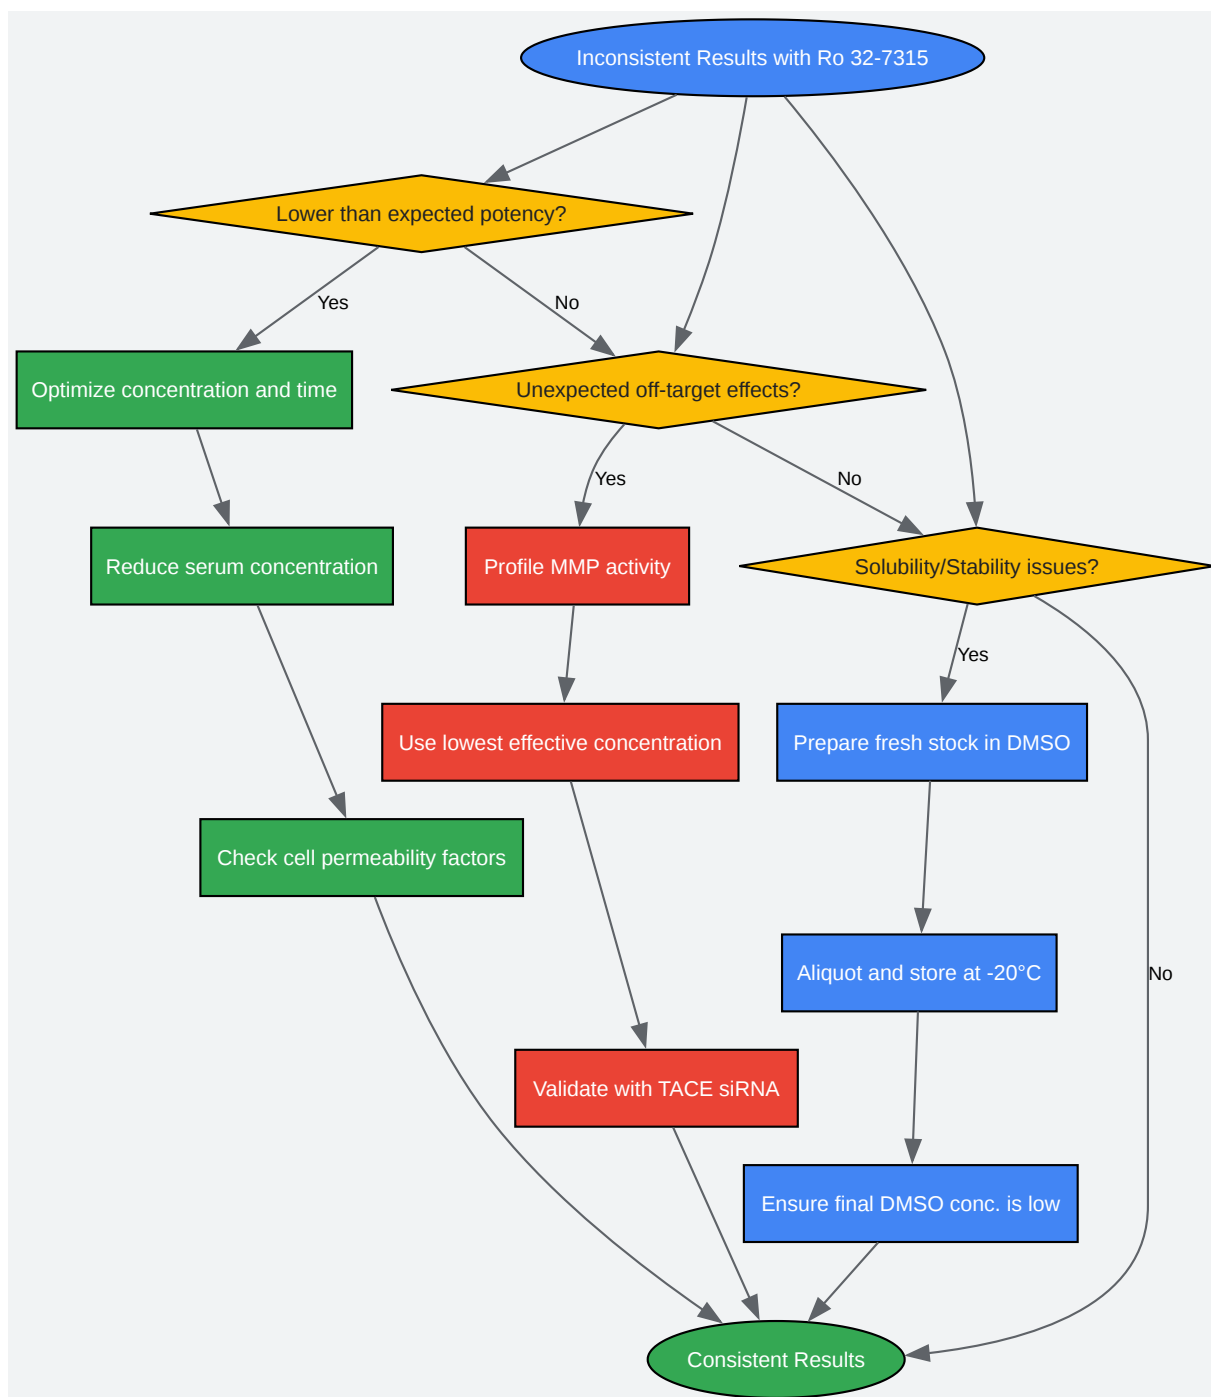 Inconsistent Results with Ro 32-7315
Lower than expected potency?
Yes
No
Optimize concentration and time
Unexpected off-target effects?
Yes
No
Reduce serum concentration
Profile MMP activity
Solubility/Stability issues?
Yes
Use lowest effective concentration
Prepare fresh stock in DMSO
Check cell permeability factors
Aliquot and store at -20°C
No
Validate with TACE siRNA
Ensure final DMSO conc. is low
Consistent Results